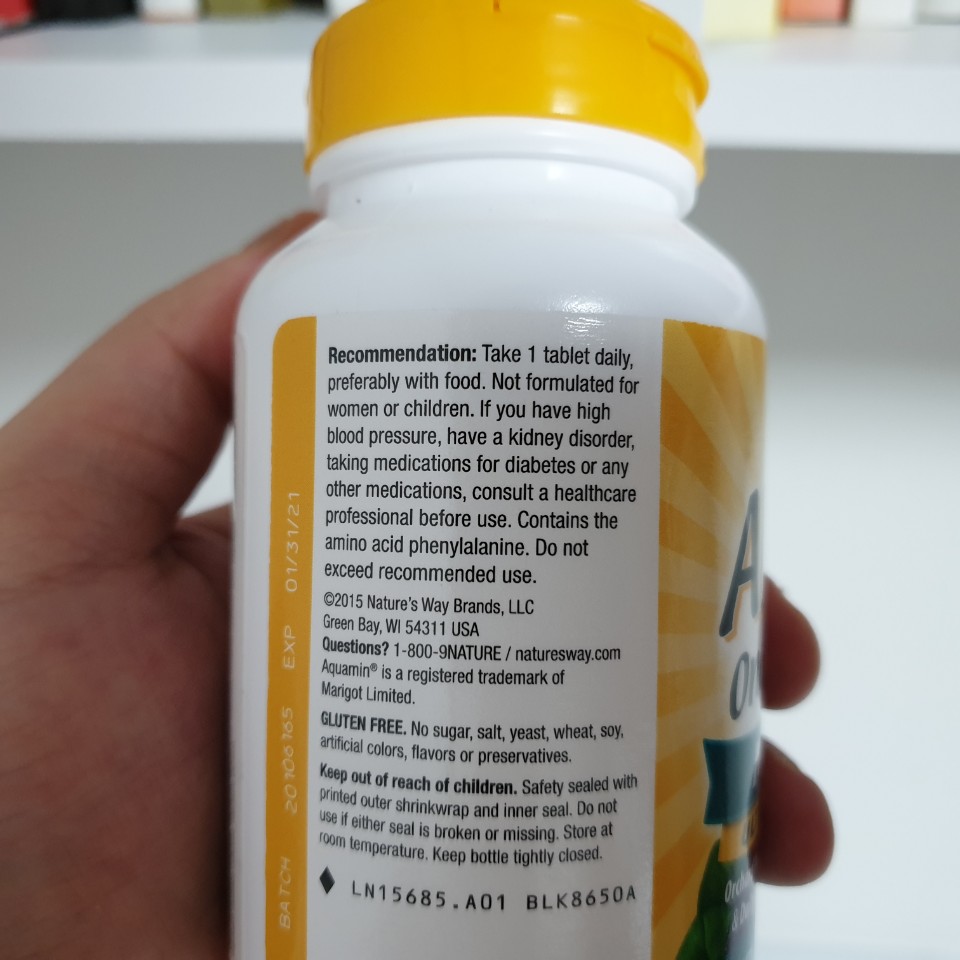 Recommendation: Take 1 tablet daily,
preferably with food. Not formulated for
women or children. If you have high
blood pressure, have a kidney disorder,
taking medications for diabetes or any
other medications, consult a healthcare
professional before use. Contains the
amino acid phenylalanine. Do not
exceed recommended use.
©2015 Nature's Way Brands, LLC
Green Bay, WI 54311 USA
Questions? 1-800-9NATURE / naturesway.com
Aquamin® is a registered trademark of
Marigot Limited.
GLUTEN FREE. No sugar, salt, yeast, wheat, soy,
artificial colors, flavors or preservatives.
Keep out of reach of children. Safety sealed with
printed outer shrinkwrap and inner seal. Do not
use if either seal is broken or missing. Store at
room temperature. Keep bottle tightly closed.
LN15685.A01 BLK8650A
BATCH 20106165 EXP 01/31/21